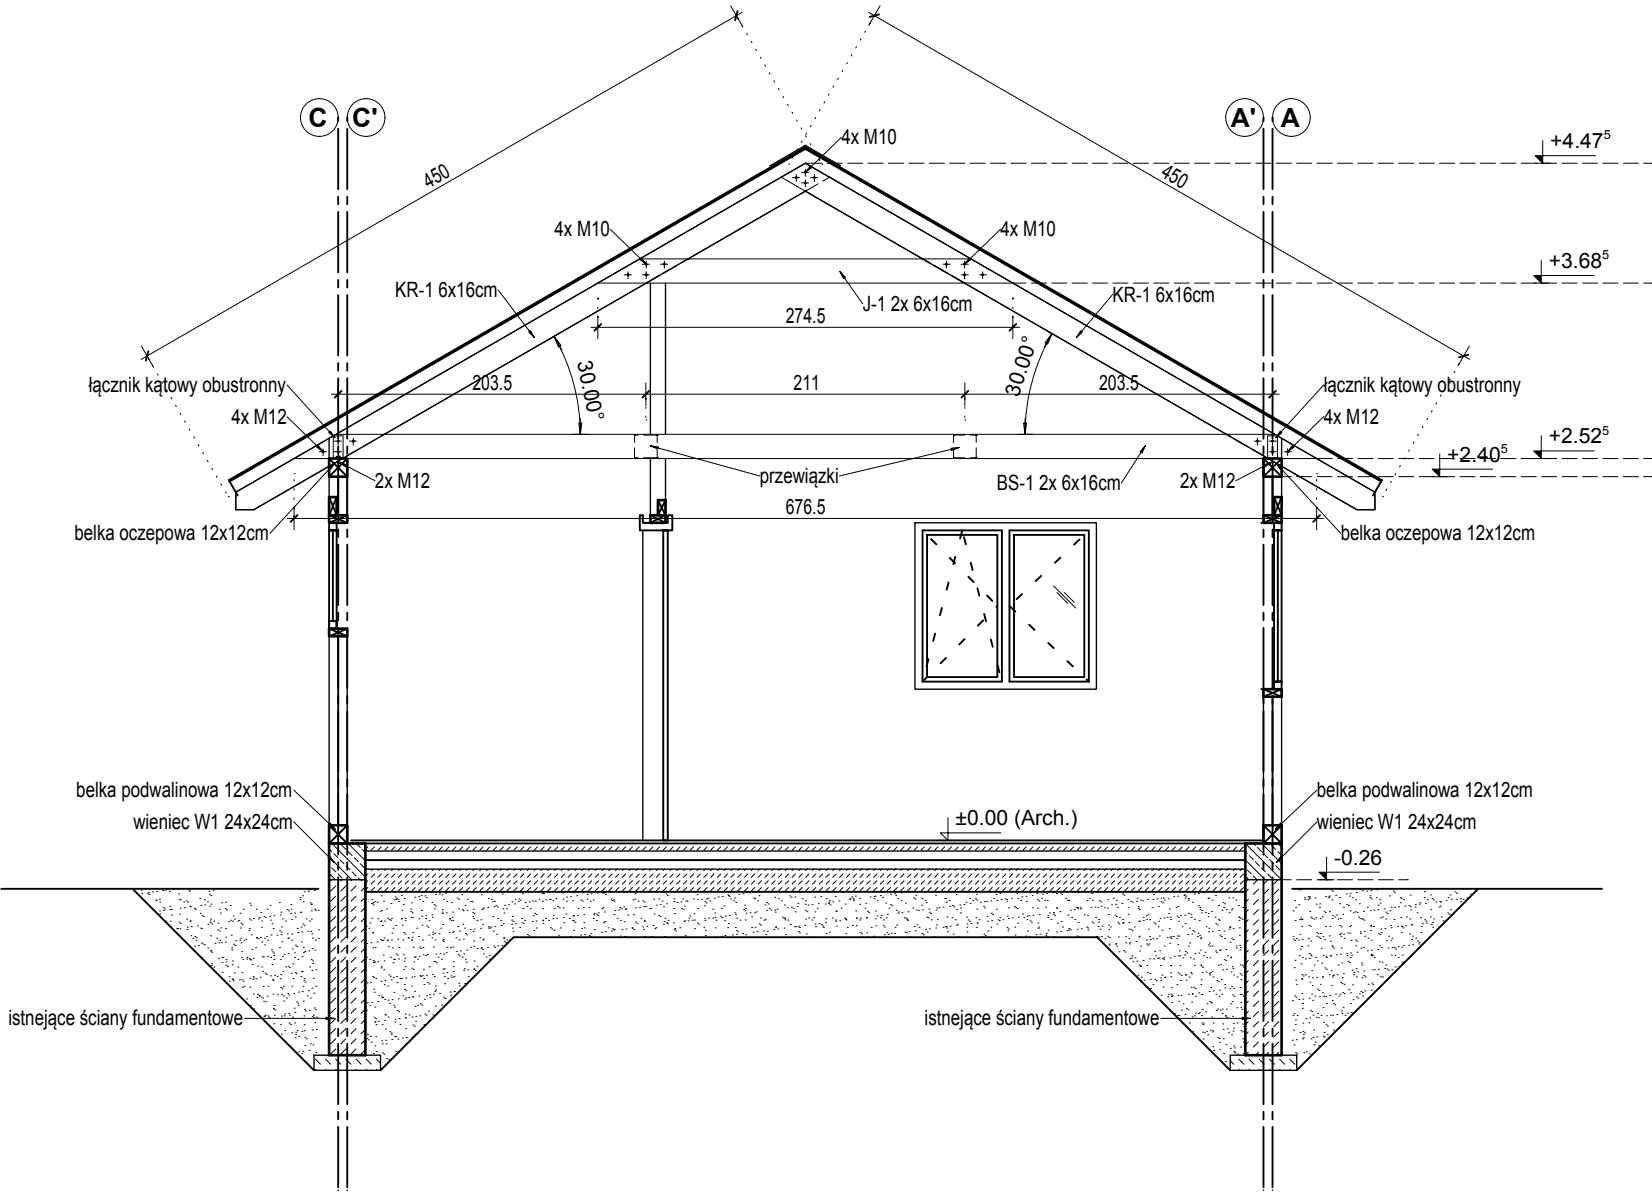 C C' A' A
4x M10
+4.47⁵
450 450
4x M10 4x M10
+3.68⁵
KR-1 6x16cm J-1 2x 6x16cm KR-1 6x16cm
274.5
30.00° 30.00°
203.5 211 203.5
łącznik kątowy obustronny łącznik kątowy obustronny
4x M12 4x M12
+2.52⁵
+2.40⁵
2x M12 przewiązki BS-1 2x 6x16cm 2x M12
676.5
belka oczepowa 12x12cm belka oczepowa 12x12cm
belka podwalinowa 12x12cm belka podwalinowa 12x12cm
wieniec W1 24x24cm ±0.00 (Arch.) wieniec W1 24x24cm
-0.26
istnejące ściany fundamentowe istnejące ściany fundamentowe